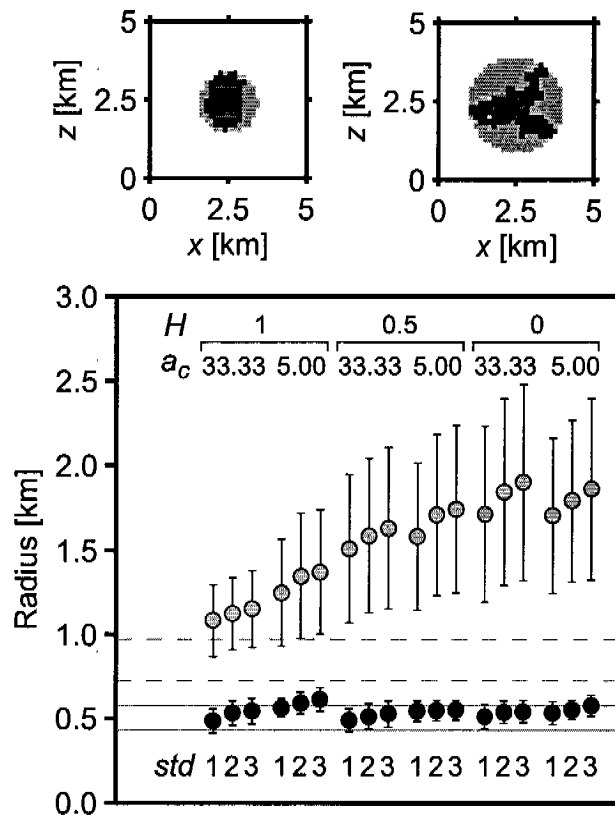 5 5
z [km] 2.5 z [km] 2.5
0 0
0 2.5 5 0 2.5 5
x [km] x [km]
3.0
H 1 0.5 0
a_c 33.33 5.00 33.33 5.00 33.33 5.00
2.5
2.0
Radius [km]
1.5
1.0
0.5
std 123 123 123 123 123 123
0.0